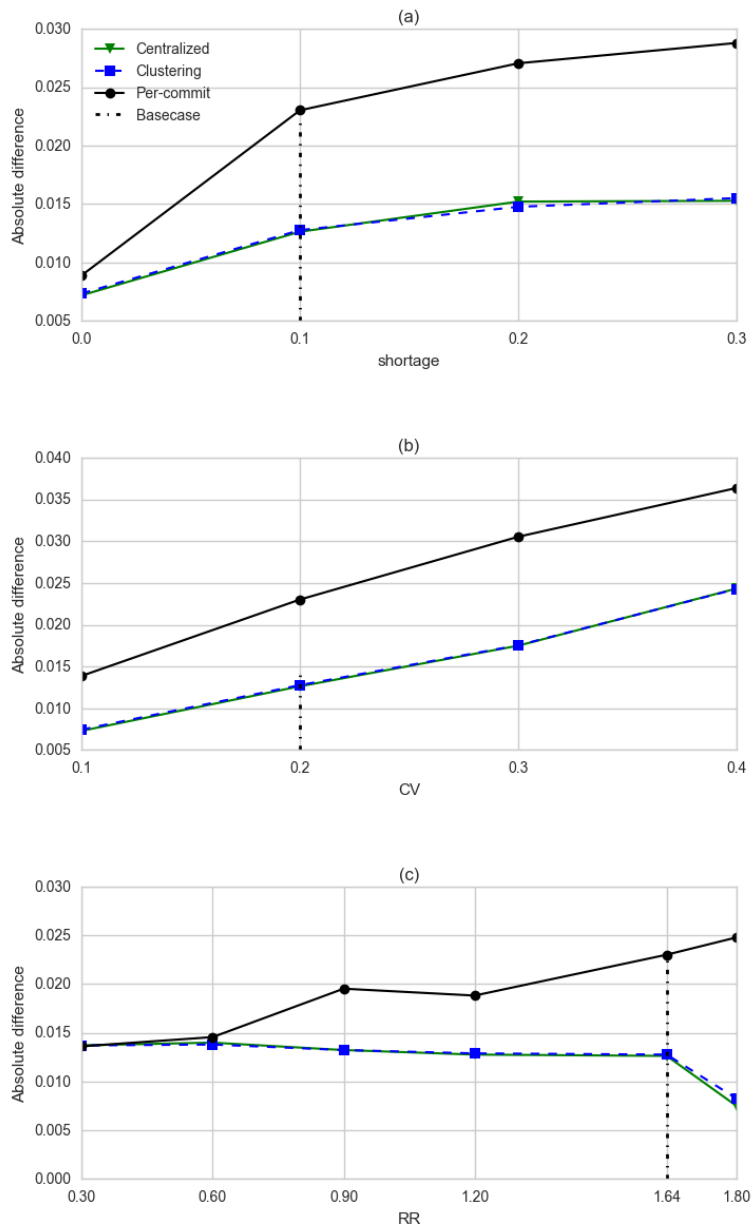 (a)
0.030
0.025
0.020
0.015
0.010
0.005
Absolute difference
Centralized
Clustering
Per-commit
Basecase
0.0 0.1 0.2 0.3
shortage
(b)
0.040
0.035
0.030
0.025
0.020
0.015
0.010
0.005
Absolute difference
0.1 0.2 0.3 0.4
CV
(c)
0.030
0.025
0.020
0.015
0.010
0.005
0.000
Absolute difference
0.30 0.60 0.90 1.20 1.64 1.80
RR